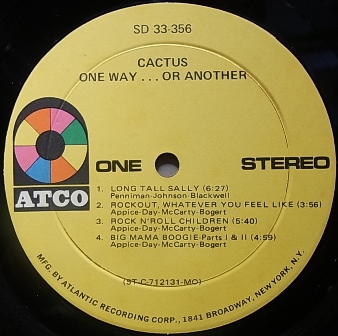 SD 33-356
CACTUS
ONE WAY . . . OR ANOTHER
ATCO
ONE
STEREO
1. LONG TALL SALLY (6:27)
Penniman-Johnson-Blackwell
2. ROCKOUT, WHATEVER YOU FEEL LIKE (3:56)
Appice-Day-McCarty-Bogert
3. ROCK N'ROLL CHILDREN (5:40)
Appice-Day-McCarty-Bogert
4. BIG MAMA BOOGIE-Parts I & II (4:59)
Appice-Day-McCarty-Bogert
(ST-C-712131-MO)
MFG. BY ATLANTIC RECORDING CORP., 1841 BROADWAY, NEW YORK, N.Y.